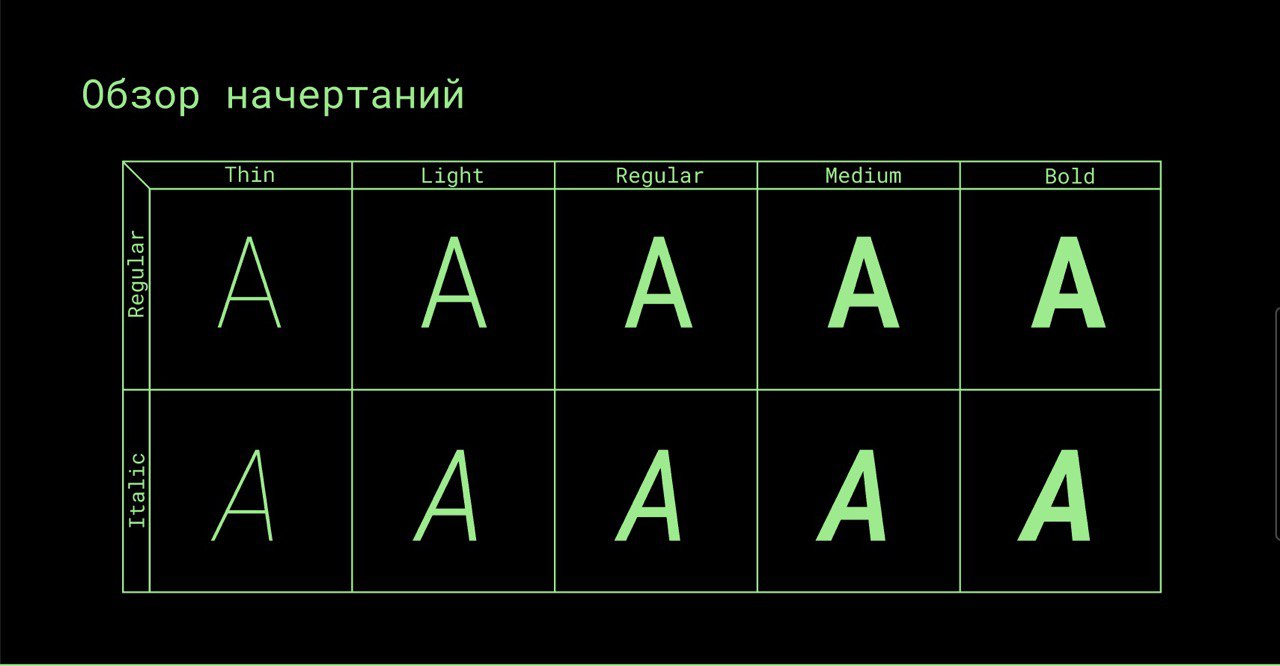 Обзор начертаний
Thin Light Regular Medium Bold
Regular
A A A A A
Italic
A A A A A